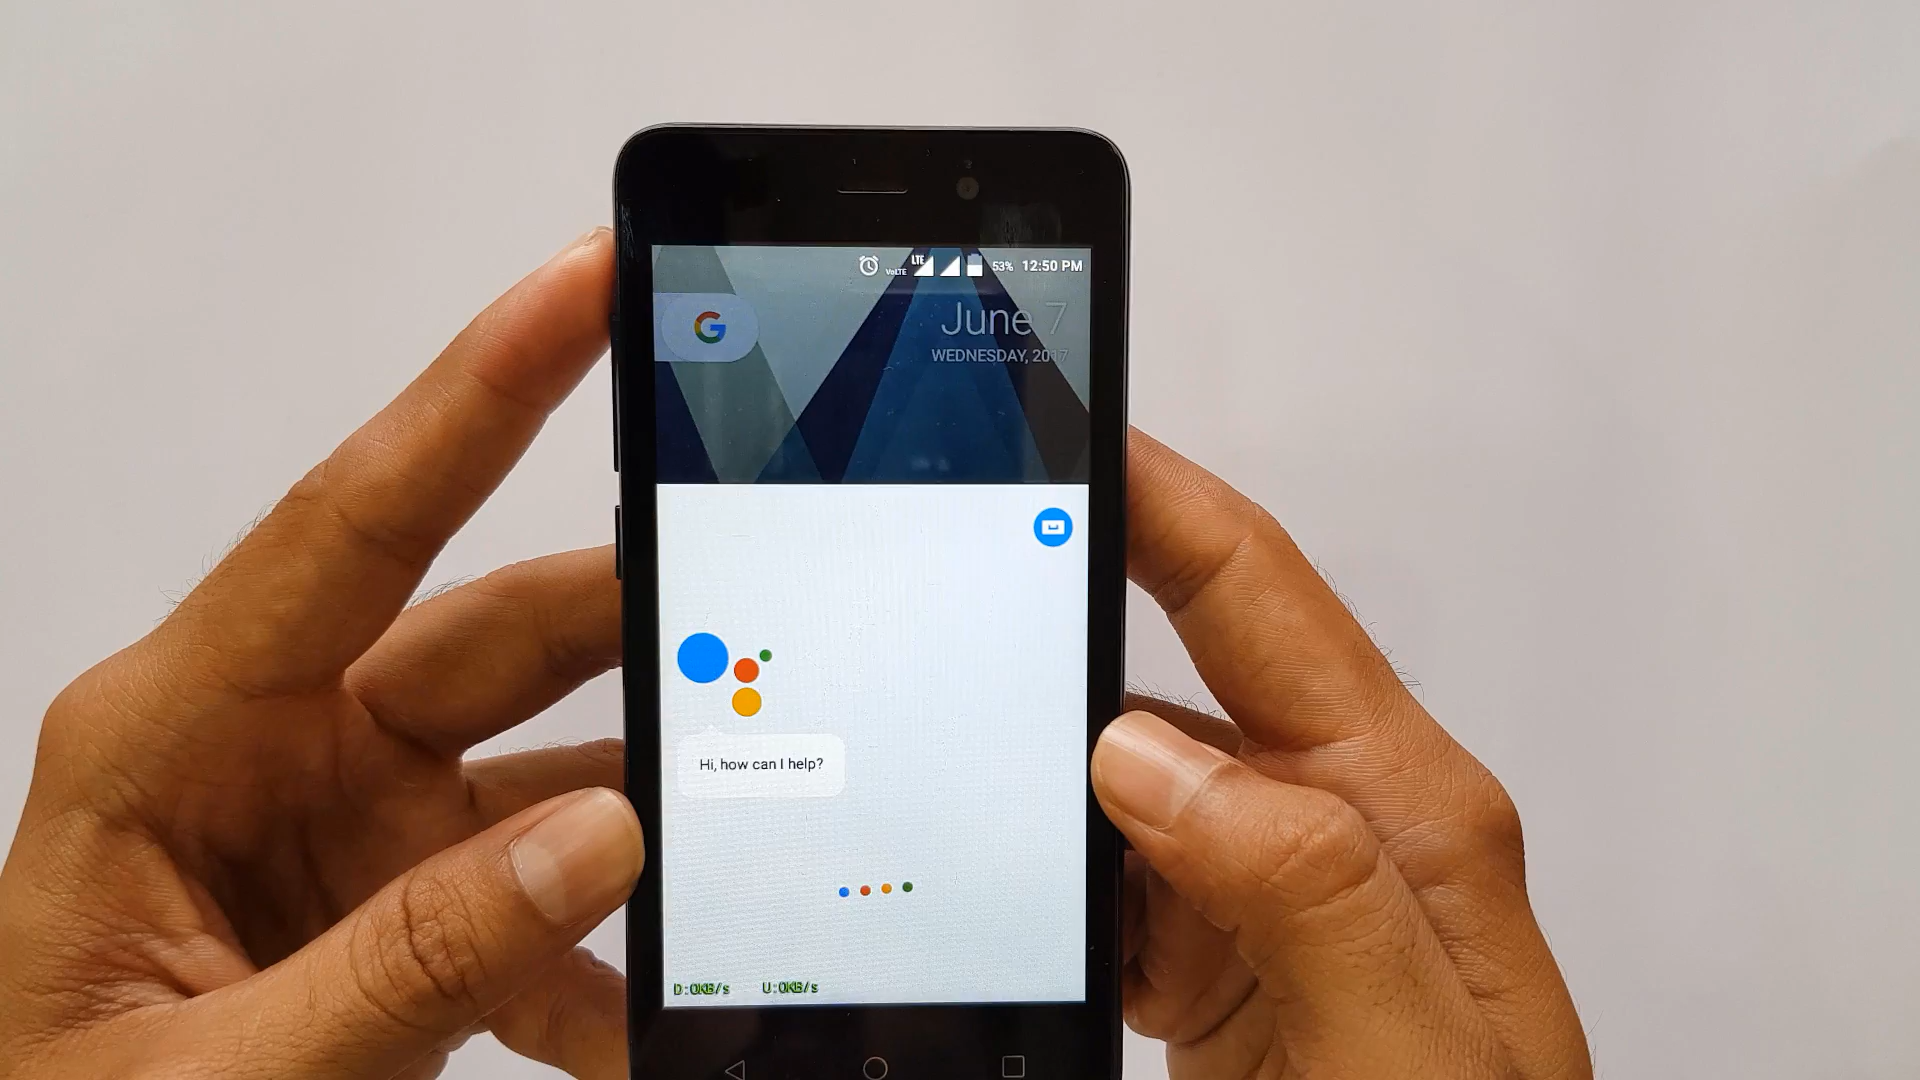 VoLTE LTE 53% 12:50 PM
G
June 7
WEDNESDAY, 2017
Hi, how can I help?
D:0KB/s U:0KB/s